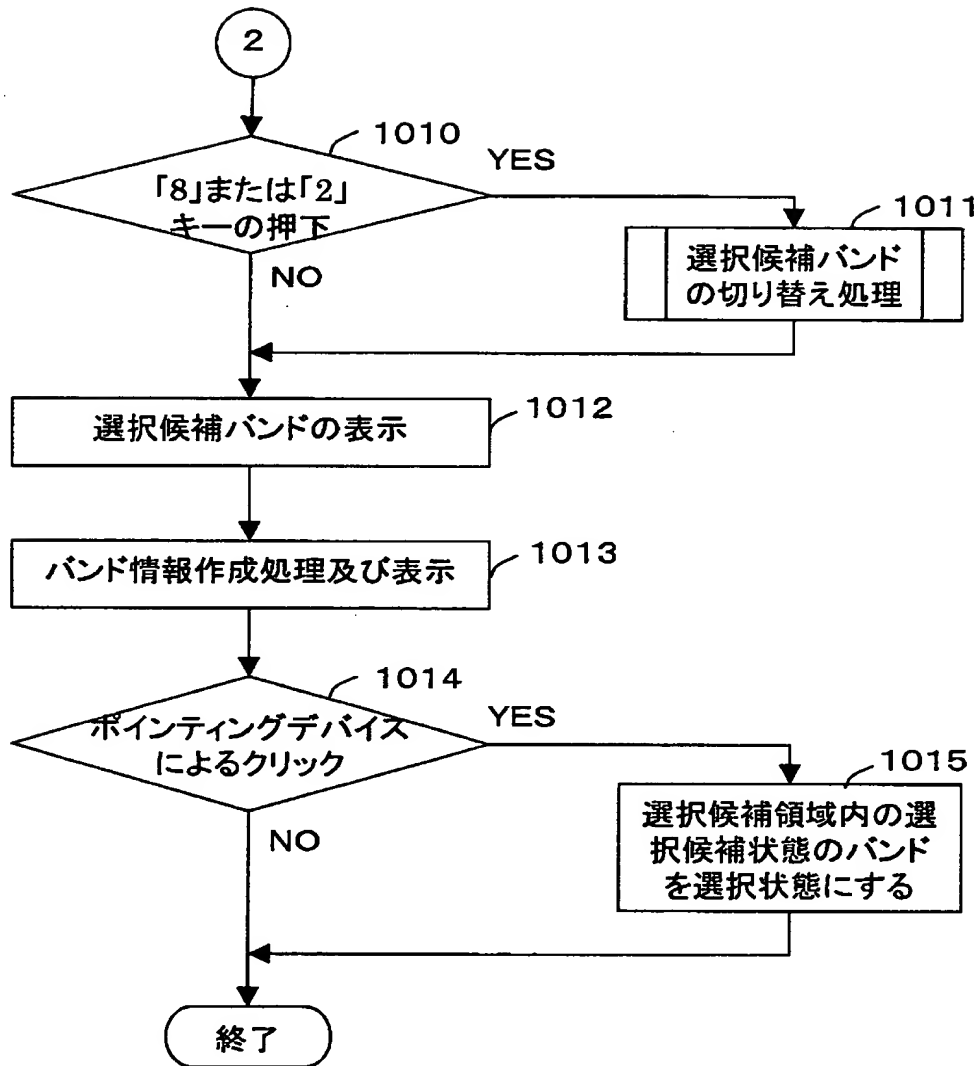 2
1010
YES
「8」または「2」
キーの押下
NO
1011
選択候補バンド
の切り替え処理
選択候補バンドの表示
1012
バンド情報作成処理及び表示
1013
1014
YES
ポインティングデバイス
によるクリック
NO
1015
選択候補領域内の選
択候補状態のバンド
を選択状態にする
終了